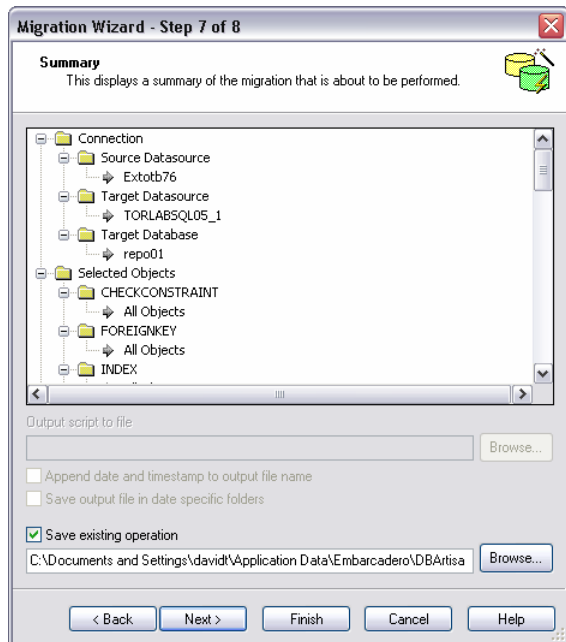 Migration Wizard - Step 7 of 8
Summary
This displays a summary of the migration that is about to be performed.
Connection
Source Datasource
Extotb76
Target Datasource
TORLABSQL05_1
Target Database
repo01
Selected Objects
CHECKCONSTRAINT
All Objects
FOREIGNKEY
All Objects
INDEX
Output script to file
Browse...
Append date and timestamp to output file name
Save output file in date specific folders
Save existing operation
C:\Documents and Settings\davidt\Application Data\Embarcadero\DBArtisa
Browse...
< Back Next > Finish Cancel Help